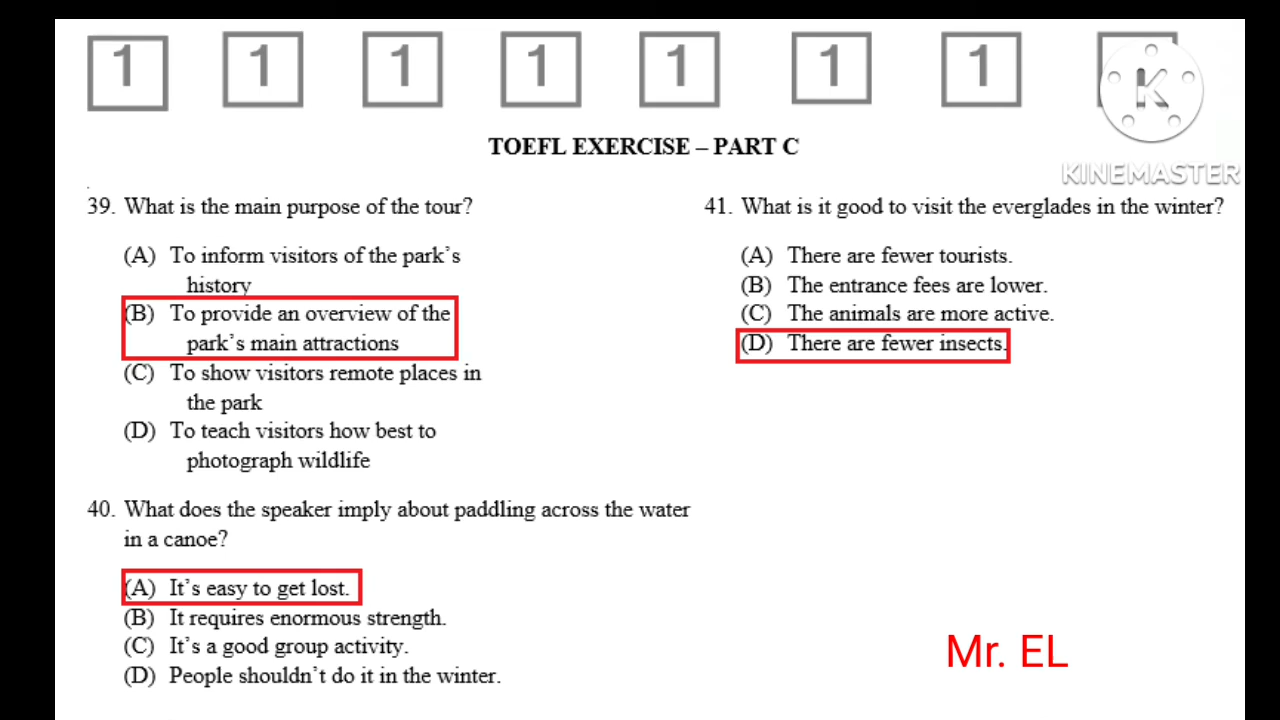 1 1 1 1 1 1 1
K
KINEMASTER
TOEFL EXERCISE – PART C
39. What is the main purpose of the tour?
(A) To inform visitors of the park's
history
(B) To provide an overview of the
park's main attractions
(C) To show visitors remote places in
the park
(D) To teach visitors how best to
photograph wildlife
40. What does the speaker imply about paddling across the water
in a canoe?
(A) It's easy to get lost.
(B) It requires enormous strength.
(C) It's a good group activity.
(D) People shouldn't do it in the winter.
41. What is it good to visit the everglades in the winter?
(A) There are fewer tourists.
(B) The entrance fees are lower.
(C) The animals are more active.
(D) There are fewer insects.
Mr. EL